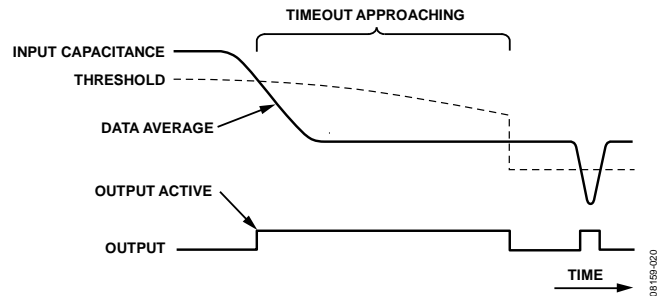 TIMEOUT APPROACHING
INPUT CAPACITANCE
THRESHOLD
DATA AVERAGE
OUTPUT ACTIVE
OUTPUT
TIME
08159-020